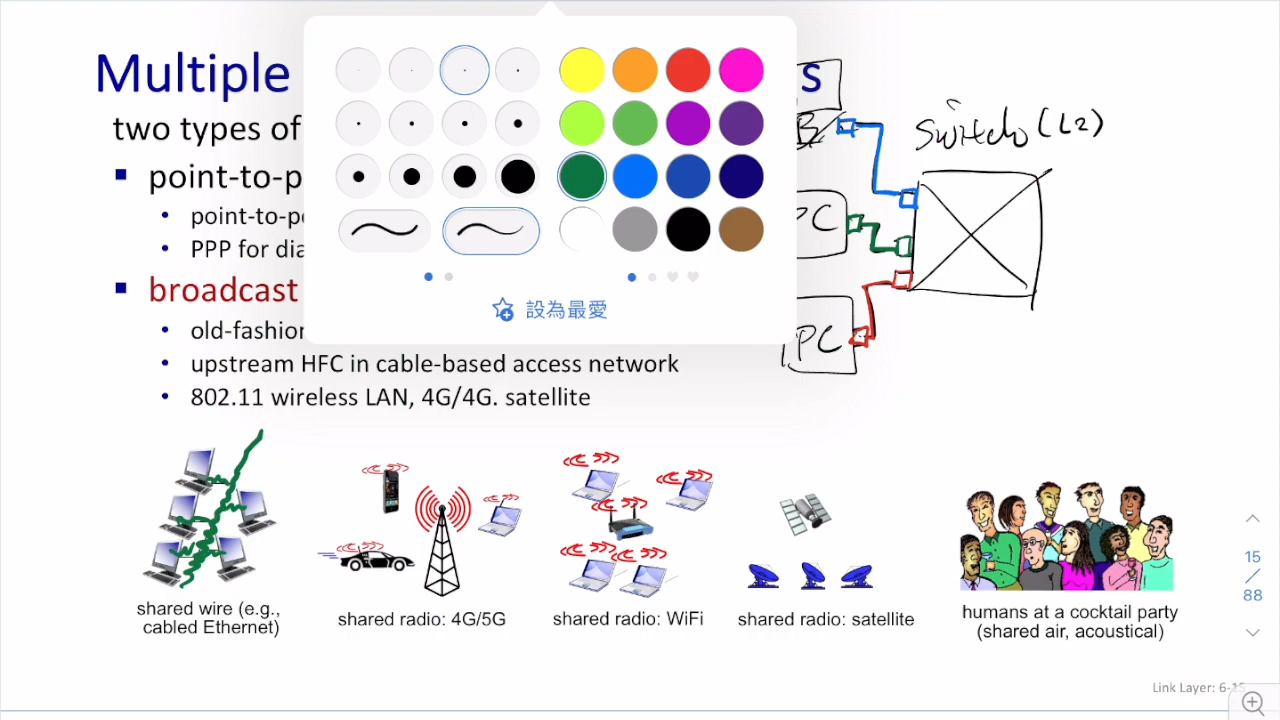 Multiple s
two types of
point-to-p
point-to-p
PPP for dia
broadcast
old-fashion
upstream HFC in cable-based access network
802.11 wireless LAN, 4G/4G. satellite
設為最愛
Switch (L2)
B
PC
PC
shared wire (e.g.,
cabled Ethernet)
shared radio: 4G/5G
shared radio: WiFi
shared radio: satellite
humans at a cocktail party
(shared air, acoustical)
15
/
88
Link Layer: 6-15